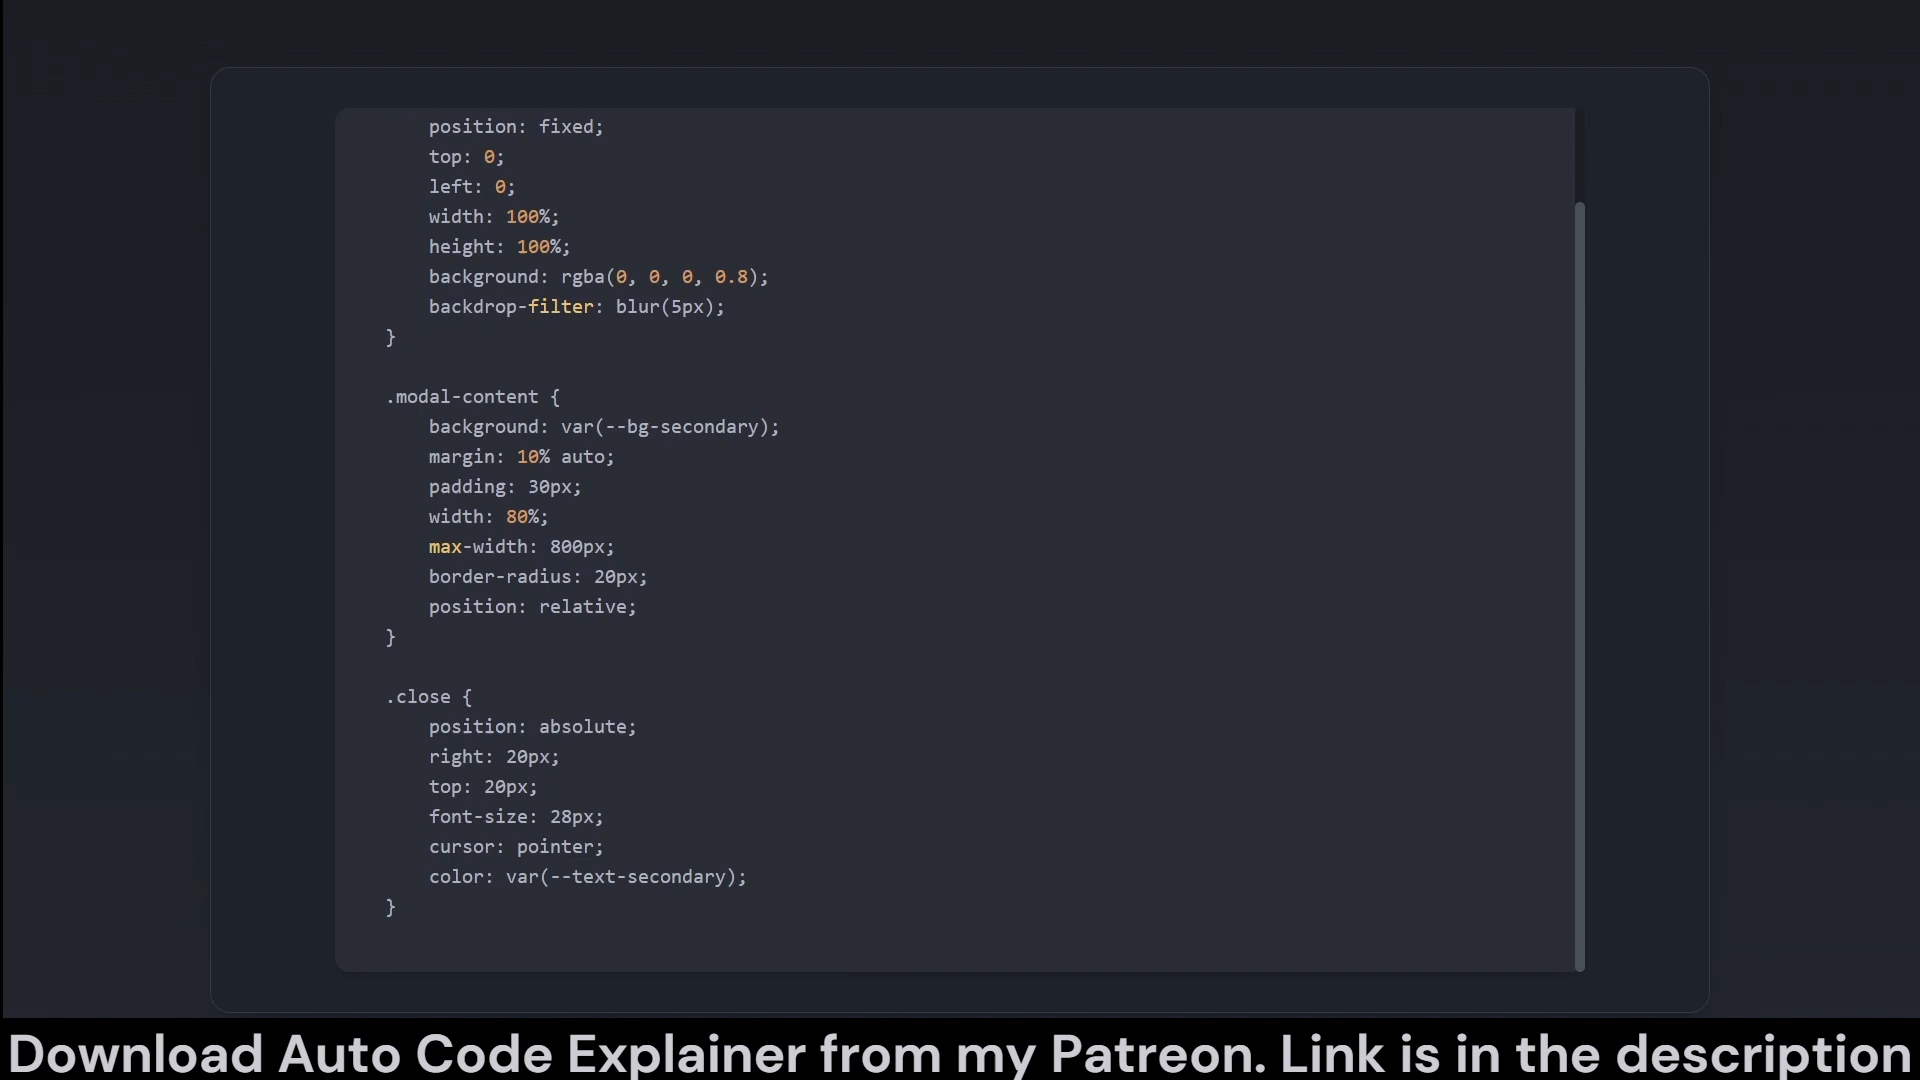 position: fixed;
top: 0;
left: 0;
width: 100%;
height: 100%;
background: rgba(0, 0, 0, 0.8);
backdrop-filter: blur(5px);
}
.modal-content {
background: var(--bg-secondary);
margin: 10% auto;
padding: 30px;
width: 80%;
max-width: 800px;
border-radius: 20px;
position: relative;
}
.close {
position: absolute;
right: 20px;
top: 20px;
font-size: 28px;
cursor: pointer;
color: var(--text-secondary);
}
Download Auto Code Explainer from my Patreon. Link is in the description